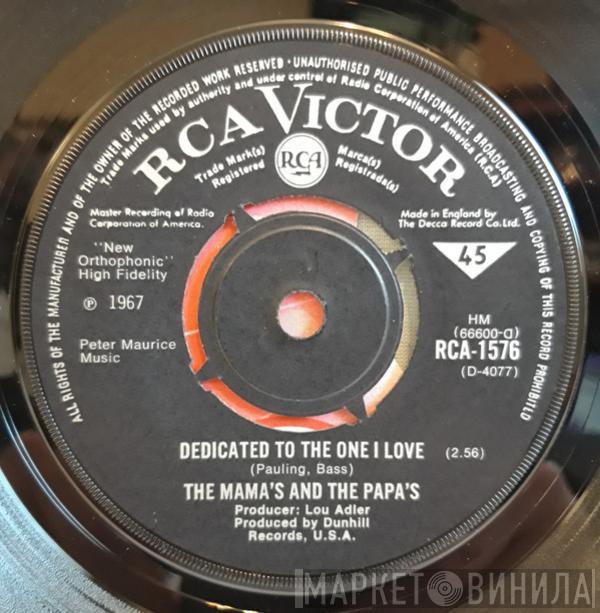 ALL RIGHTS OF THE MANUFACTURER AND OF THE OWNER OF THE RECORDED WORK RESERVED · UNAUTHORISED PUBLIC PERFORMANCE BROADCASTING AND COPYING OF THIS RECORD PROHIBITED
Trade Marks used by authority and under control of Radio Corporation of America (RCA)
RCA VICTOR
Trade Mark(s)
Registered
RCA
Marca(s)
Registrada(s)
Master Recording of Radio
Corporation of America.
Made in England by
The Decca Record Co. Ltd.
"New
Orthophonic"
High Fidelity
45
℗ 1967
Peter Maurice
Music
HM
(66600-a)
RCA-1576
(D-4077)
DEDICATED TO THE ONE I LOVE (2.56)
(Pauling, Bass)
THE MAMA'S AND THE PAPA'S
Producer: Lou Adler
Produced by Dunhill
Records, U.S.A.
МАРКЕТ ВИНИЛА